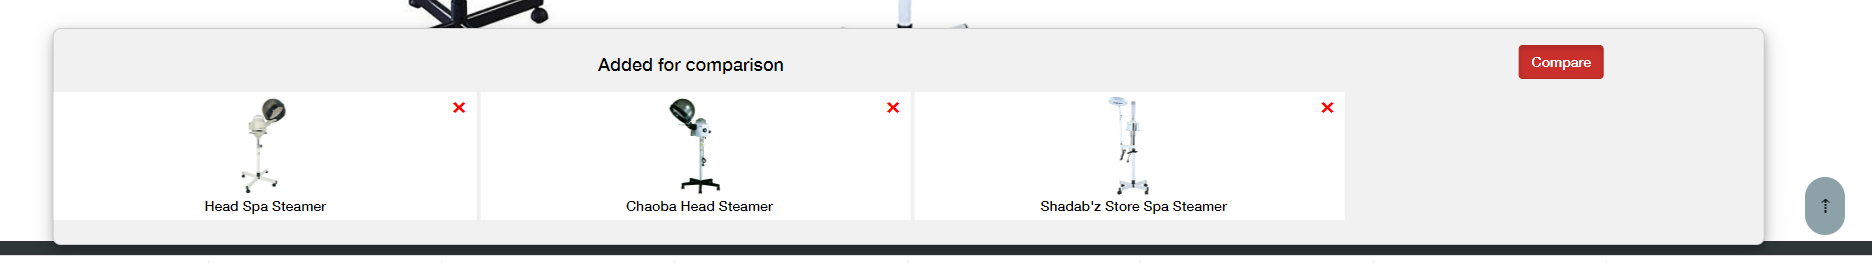 Added for comparison
Compare
Head Spa Steamer
Chaoba Head Steamer
Shadab'z Store Spa Steamer